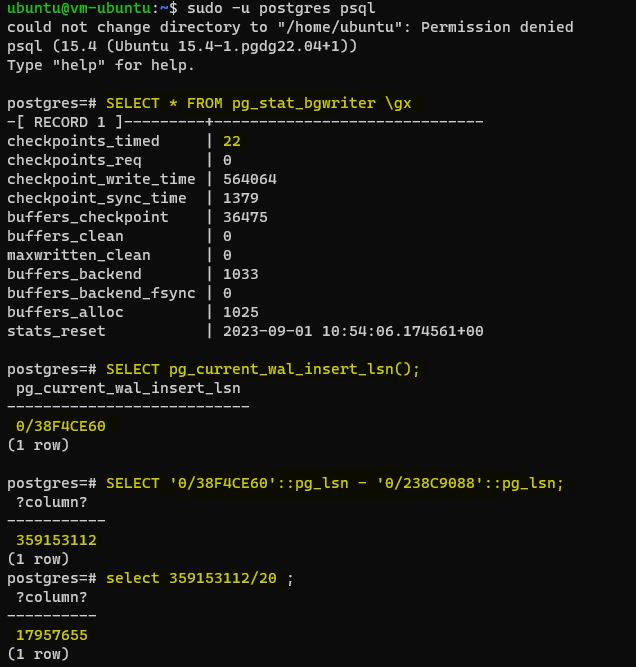 ubuntu@vm-ubuntu:~$ sudo -u postgres psql
could not change directory to "/home/ubuntu": Permission denied
psql (15.4 (Ubuntu 15.4-1.pgdg22.04+1))
Type "help" for help.

postgres=# SELECT * FROM pg_stat_bgwriter \gx
-[ RECORD 1 ]---------+------------------------------
checkpoints_timed     | 22
checkpoints_req       | 0
checkpoint_write_time | 564064
checkpoint_sync_time  | 1379
buffers_checkpoint    | 36475
buffers_clean         | 0
maxwritten_clean      | 0
buffers_backend       | 1033
buffers_backend_fsync | 0
buffers_alloc         | 1025
stats_reset           | 2023-09-01 10:54:06.174561+00

postgres=# SELECT pg_current_wal_insert_lsn();
 pg_current_wal_insert_lsn
---------------------------
 0/38F4CE60
(1 row)

postgres=# SELECT '0/38F4CE60'::pg_lsn - '0/238C9088'::pg_lsn;
 ?column?
-----------
 359153112
(1 row)
postgres=# select 359153112/20 ;
 ?column?
----------
 17957655
(1 row)